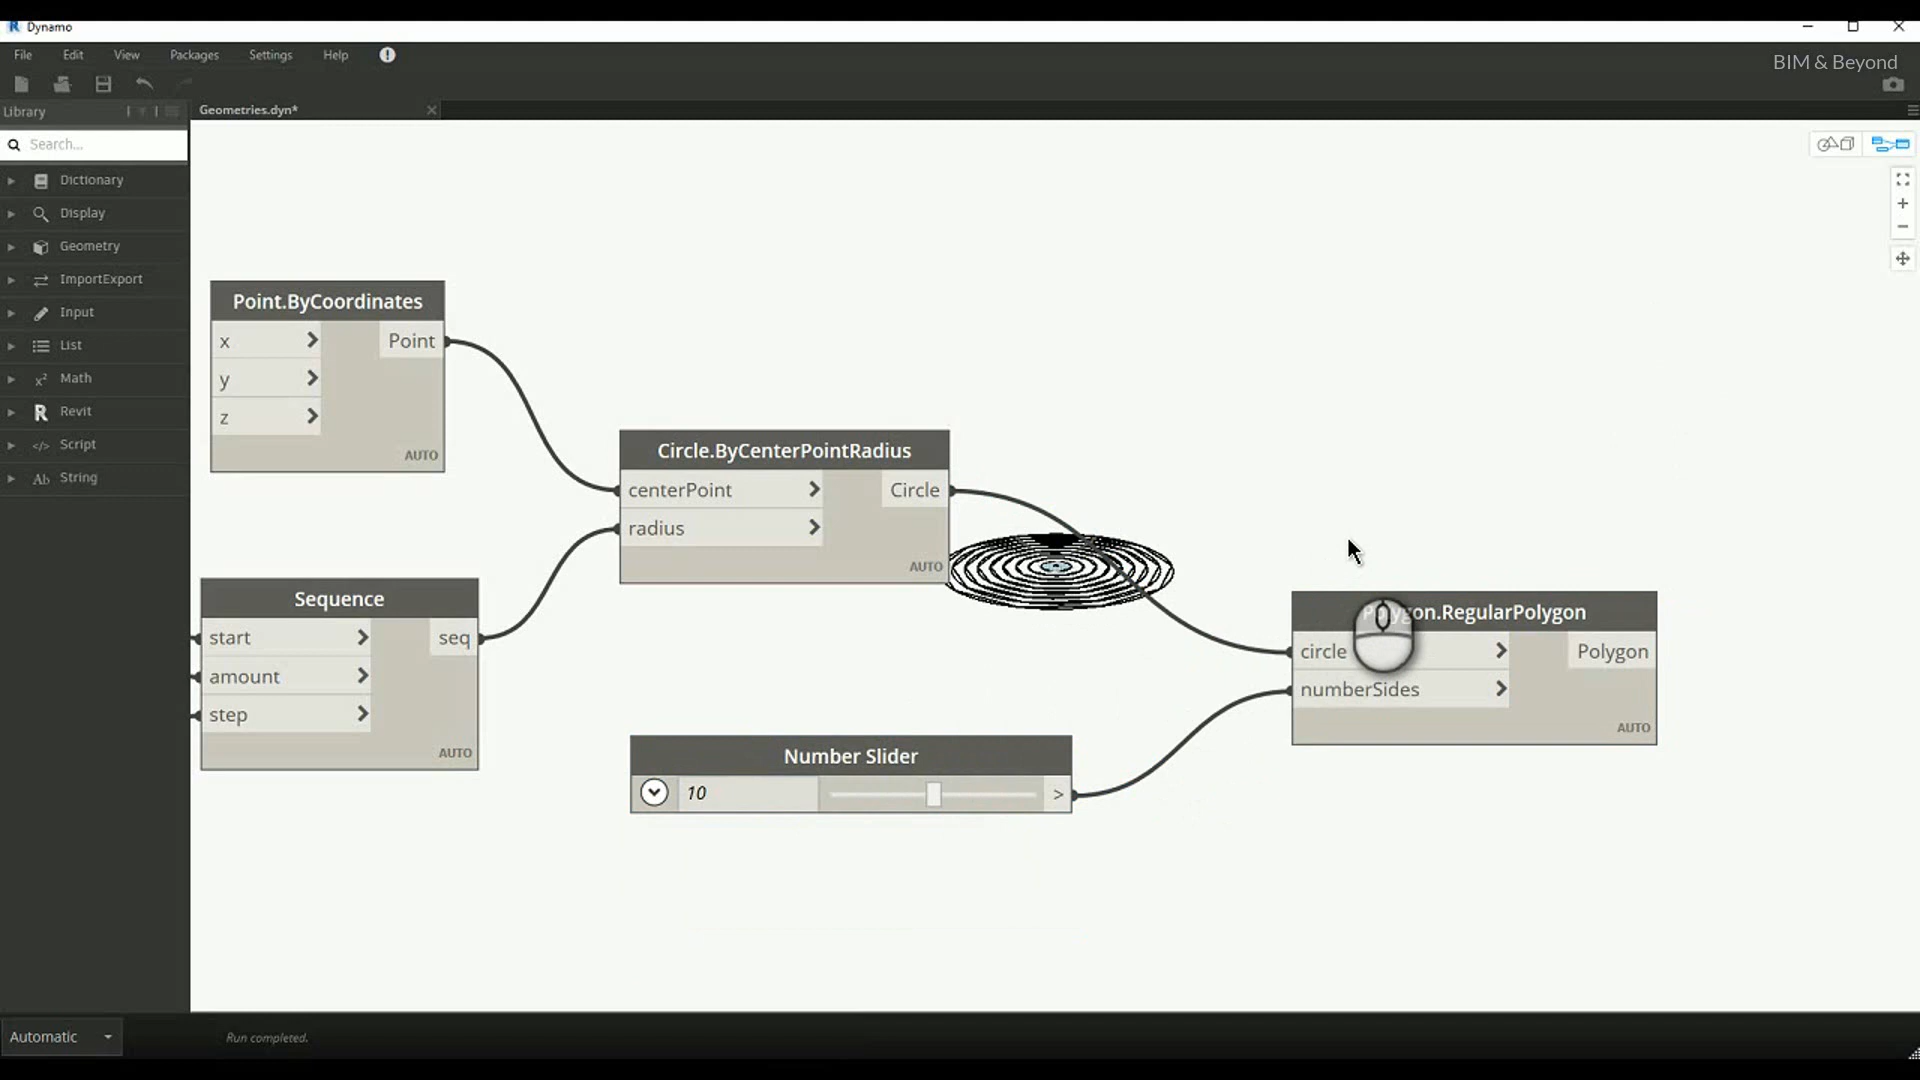 Dynamo
File Edit View Packages Settings Help
BIM & Beyond
Library
Geometries.dyn*
Search...
Dictionary
Display
Geometry
ImportExport
Input
List
Math
Revit
Script
String
Point.ByCoordinates
x
Point
y
z
AUTO
Circle.ByCenterPointRadius
centerPoint
Circle
radius
AUTO
Sequence
start
seq
amount
step
AUTO
Polygon.RegularPolygon
circle
Polygon
numberSides
AUTO
Number Slider
10
>
Automatic
Run completed.